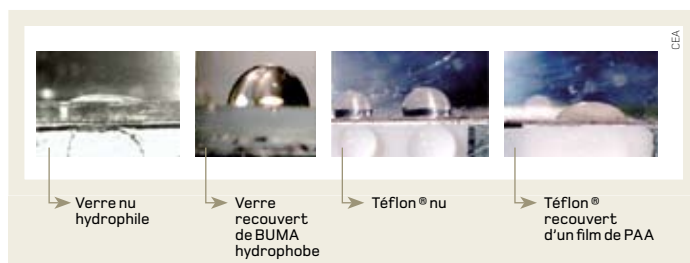 CEA
Verre nu
hydrophile
Verre
recouvert
de BUMA
hydrophobe
Téflon ® nu
Téflon ®
recouvert
d'un film de PAA